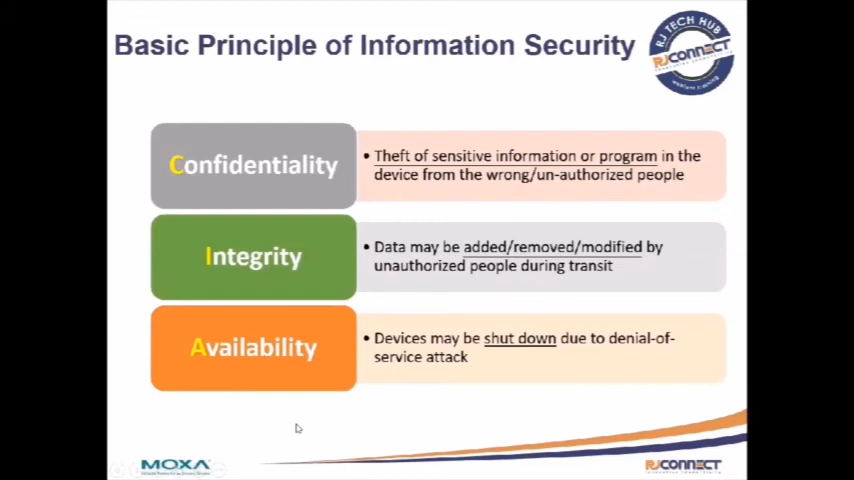 Basic Principle of Information Security
RJ TECH HUB
RJCONNECT
Confidentiality
• Theft of sensitive information or program in the
device from the wrong/un-authorized people
Integrity
• Data may be added/removed/modified by
unauthorized people during transit
Availability
• Devices may be shut down due to denial-of-
service attack
MOXA
RJCONNECT